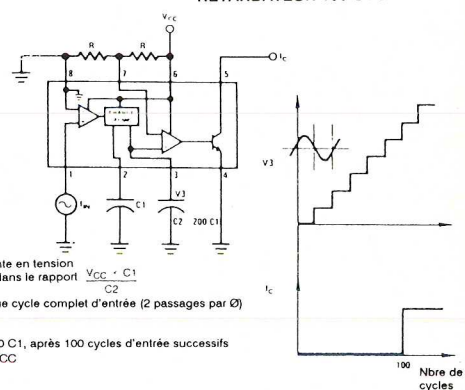 Vcc
R R
Ic
8 7 6 5
CHARGE
1 2 3 4
V3
C1 C2 200 C1
V3
te en tension
dans le rapport VCC · C1
C2
ue cycle complet d'entrée (2 passages par Ø)
0 C1, après 100 cycles d'entrée successifs
CC
Ic
100
Nbre de
cycles